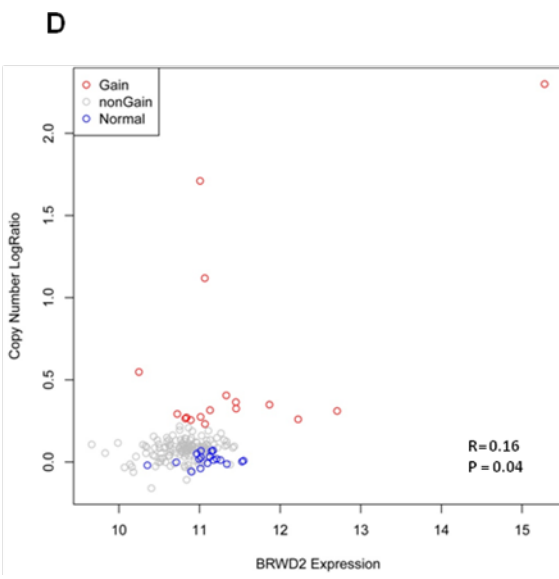 D
Gain
nonGain
Normal
2.0
1.5
1.0
0.5
0.0
Copy Number LogRatio
R=0.16
P = 0.04
10 11 12 13 14 15
BRWD2 Expression